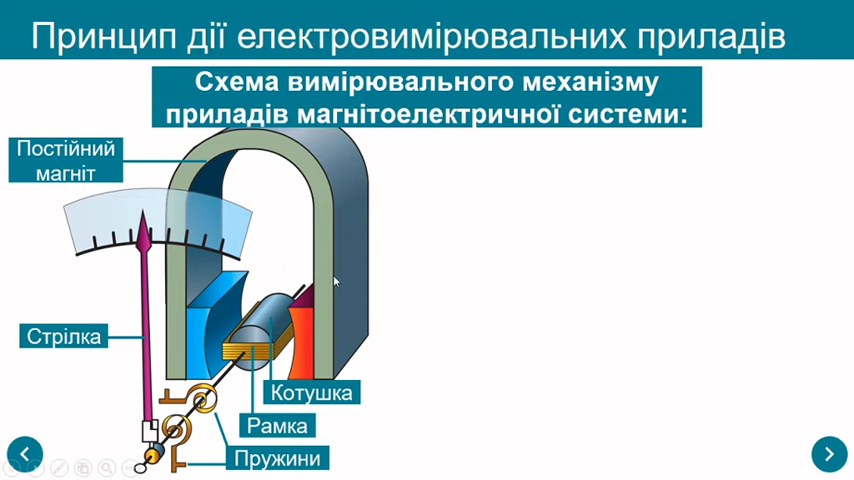 Принцип дії електровимірювальних приладів
Схема вимірювального механізму
приладів магнітоелектричної системи:
Постійний
магніт
Стрілка
Котушка
Рамка
Пружини